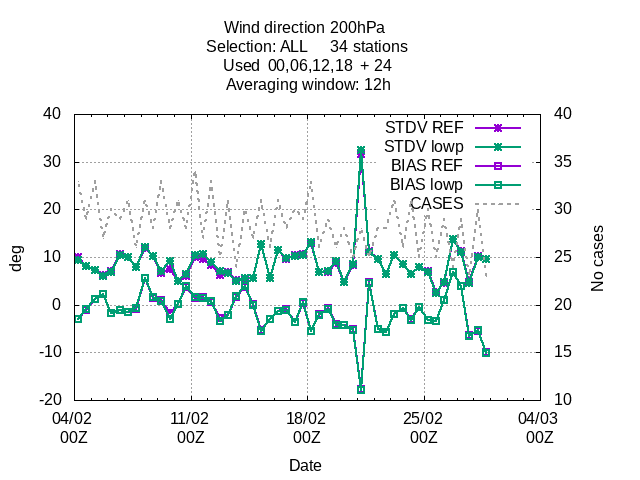 Wind direction 200hPa
Selection: ALL     34 stations
Used  00,06,12,18  + 24
Averaging window: 12h
STDV REF
STDV lowp
BIAS REF
BIAS lowp
CASES
40
30
20
10
0
-10
-20
deg
40
35
30
25
20
15
10
No cases
04/02 11/02 18/02 25/02 04/03
00Z 00Z 00Z 00Z 00Z
Date